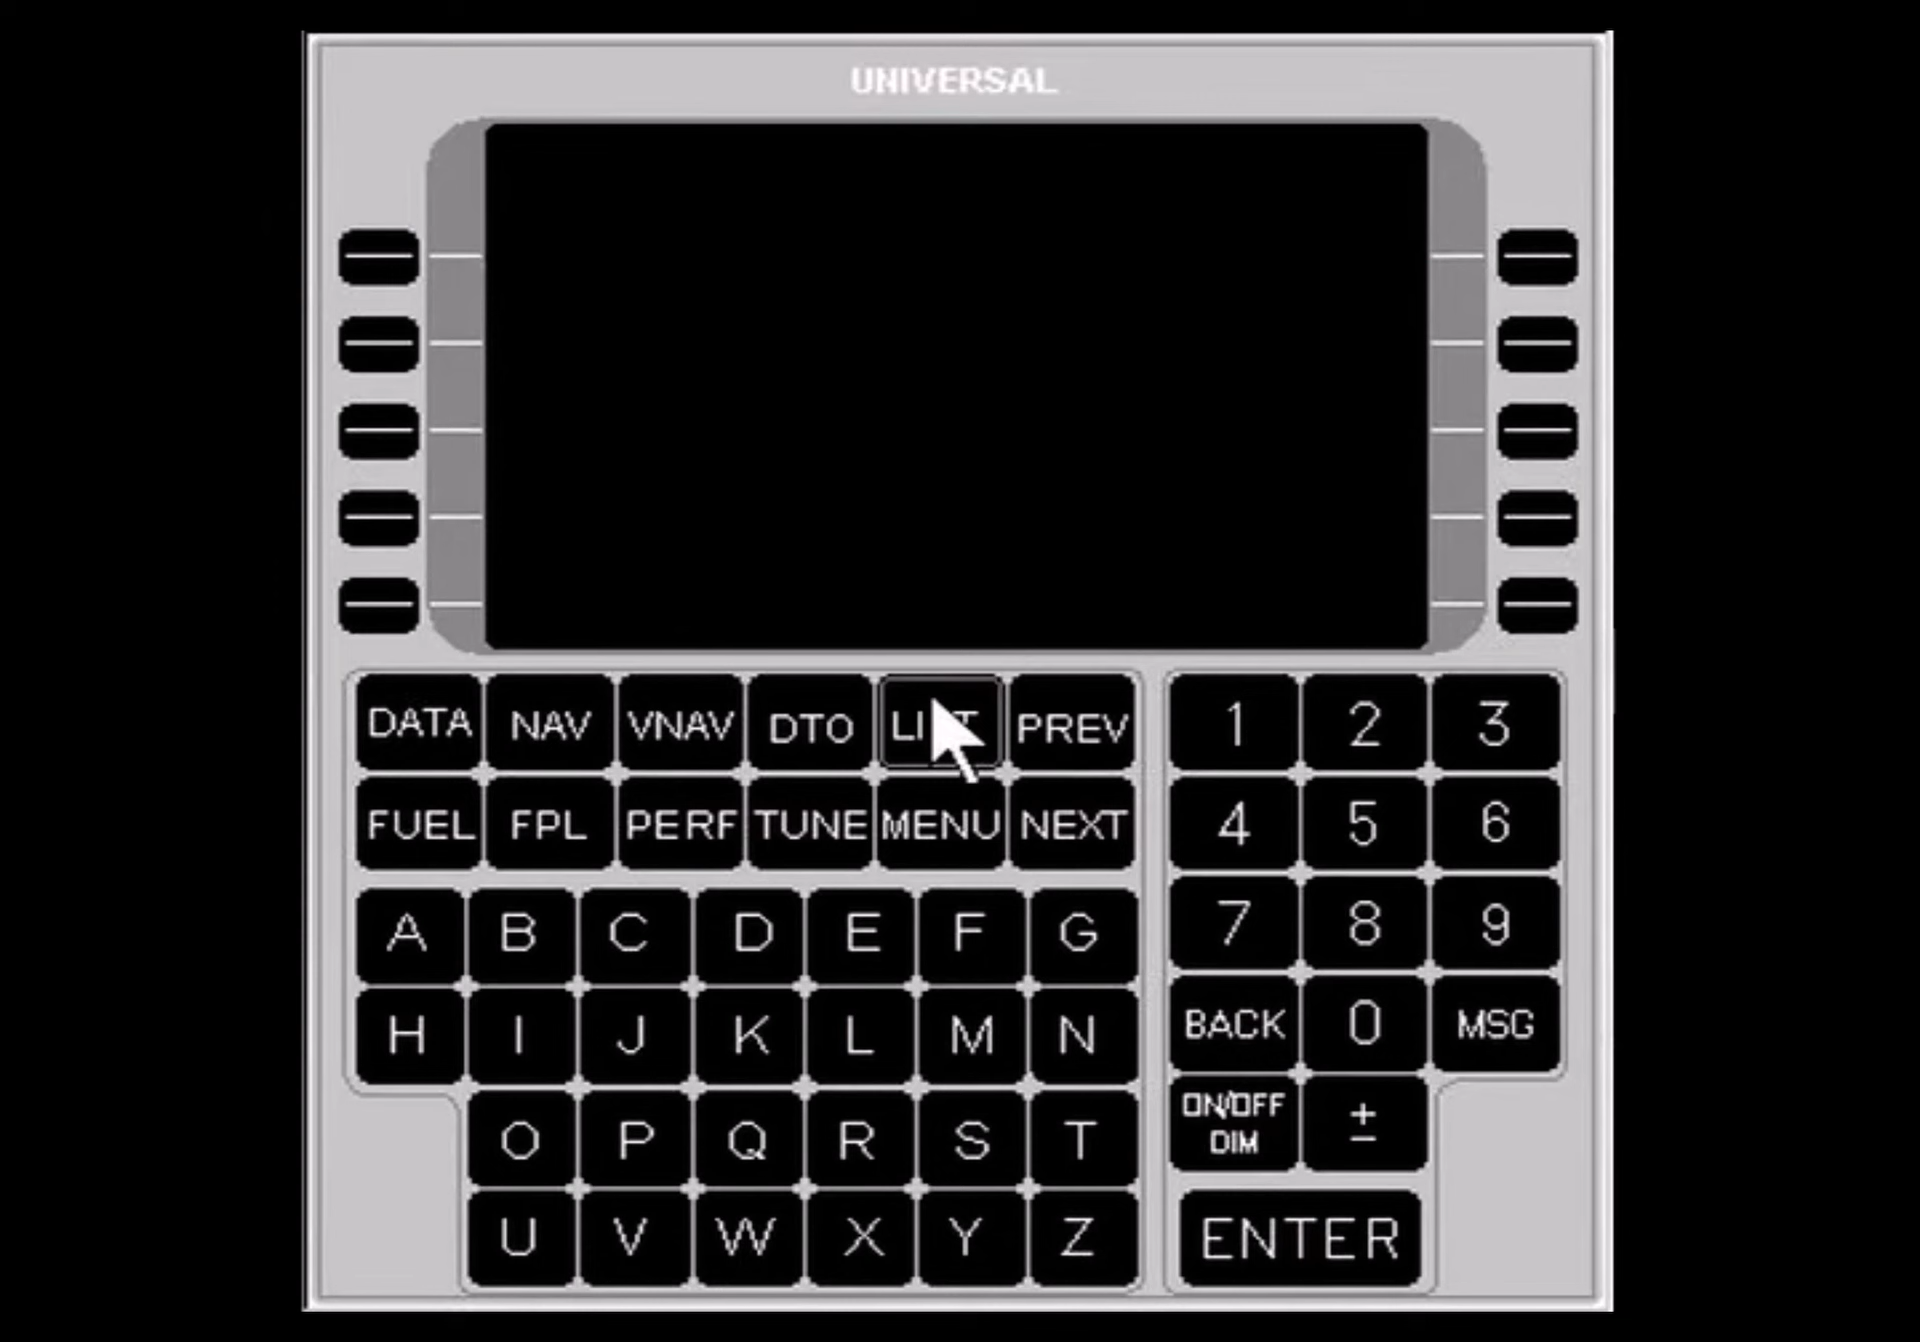 UNIVERSAL
DATA NAV VNAV DTO PREV 1 2 3
FUEL FPL PERF TUNE MENU NEXT 4 5 6
A B C D E F G 7 8 9
H I J K L M N BACK 0 MSG
O P Q R S T ON/OFF DIM ±
U V W X Y Z ENTER